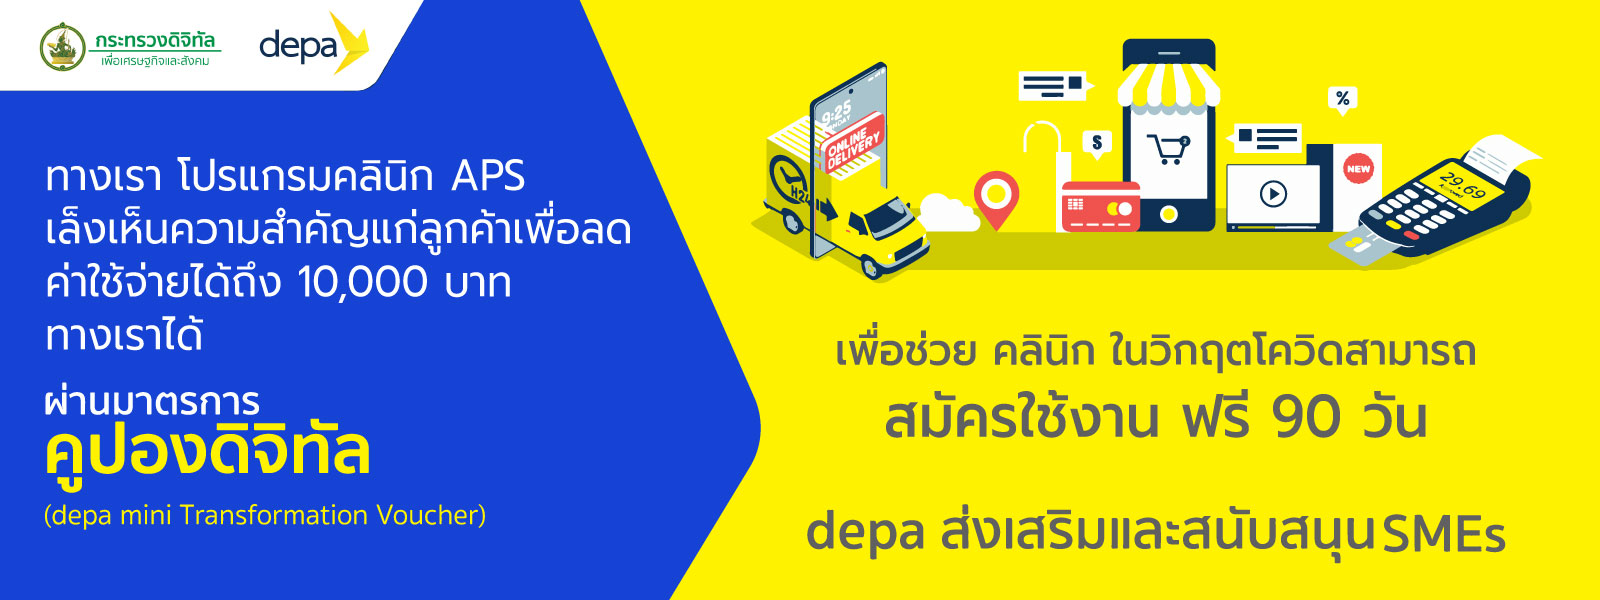 กระทรวงดิจิทัล
เพื่อเศรษฐกิจและสังคม
depa
ทางเรา โปรแกรมคลินิก APS
เล็งเห็นความสำคัญแก่ลูกค้าเพื่อลด
ค่าใช้จ่ายได้ถึง 10,000 บาท
ทางเราได้
ผ่านมาตรการ
คูปองดิจิทัล
(depa mini Transformation Voucher)
9:25
ONLINE
DELIVERY
H24
$
2
%
NEW
29.69
เพื่อช่วย คลินิก ในวิกฤตโควิดสามารถ
สมัครใช้งาน ฟรี 90 วัน
depa ส่งเสริมและสนับสนุน SMEs